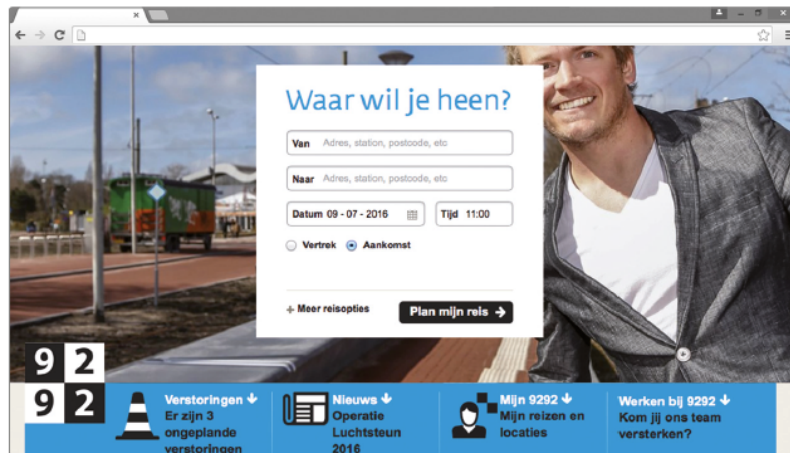 Waar wil je heen?
Van Adres, station, postcode, etc
Naar Adres, station, postcode, etc
Datum 09 - 07 - 2016 Tijd 11:00
Vertrek Aankomst
+ Meer reisopties Plan mijn reis →
9 2
9 2
Verstoringen ↓
Er zijn 3
ongeplande
verstoringen
Nieuws ↓
Operatie
Luchtsteun
2016
Mijn 9292 ↓
Mijn reizen en
locaties
Werken bij 9292 ↓
Kom jij ons team
versterken?